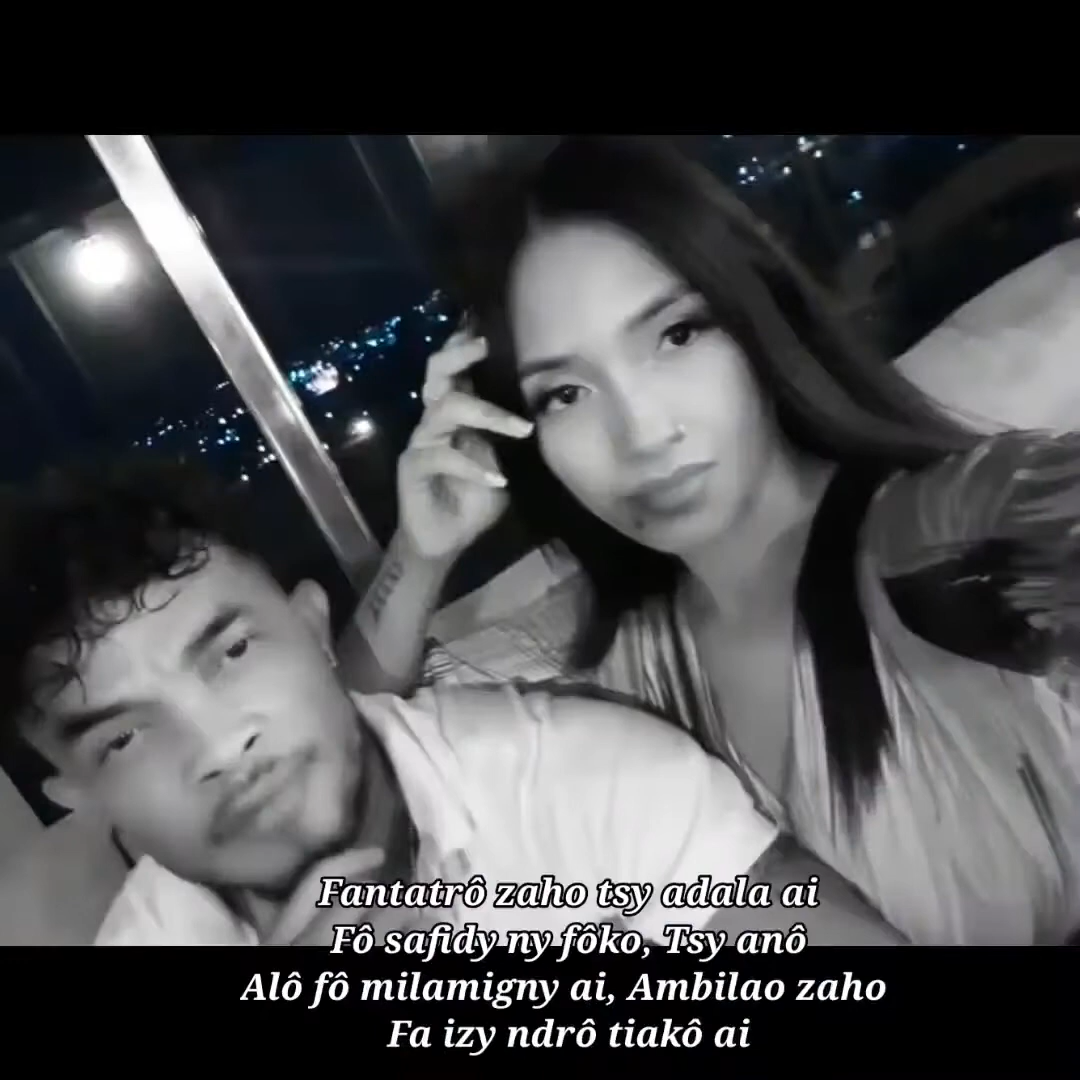 Fantatrô zaho tsy adala ai
Fô safidy ny fôko, Tsy anô
Alô fô milamigny ai, Ambilao zaho
Fa izy ndrô tiakô ai